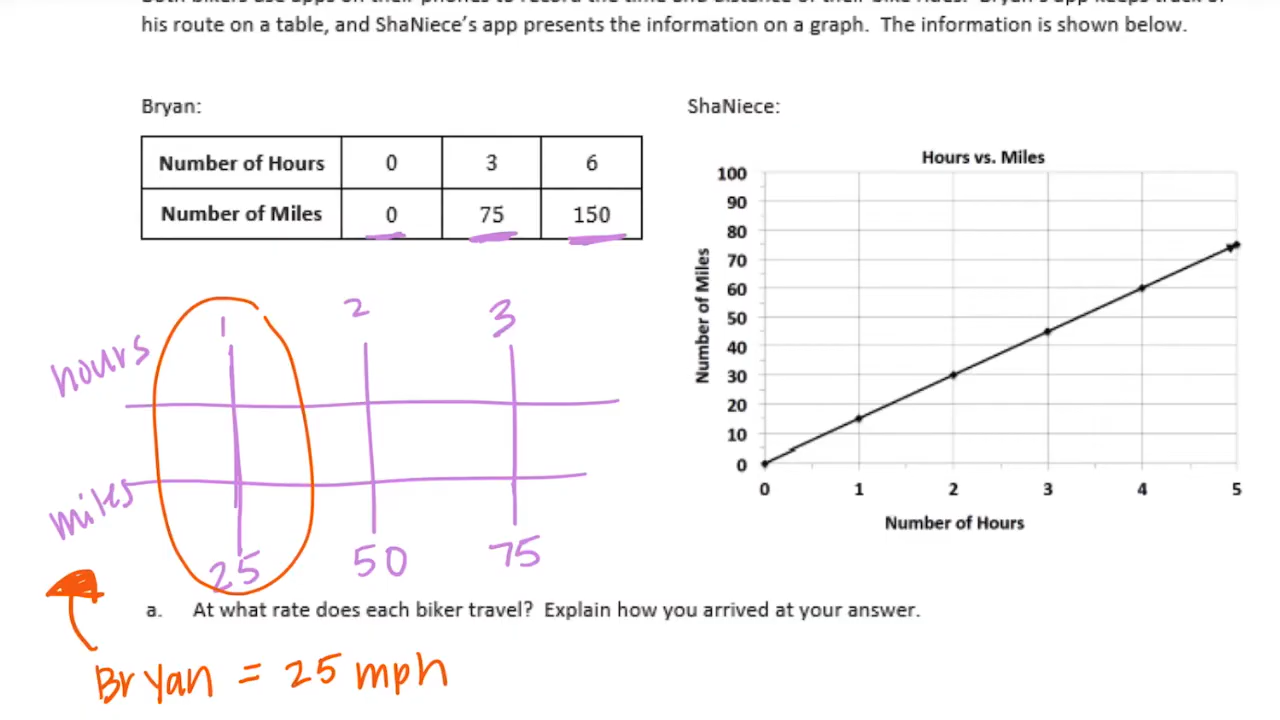 his route on a table, and ShaNiece's app presents the information on a graph. The information is shown below.
Bryan:
Number of Hours 0 3 6
Number of Miles 0 75 150
ShaNiece:
Hours vs. Miles
100
90
80
70
60
50
40
30
20
10
0
Number of Miles
0 1 2 3 4 5
Number of Hours
hours 1 2 3
miles 25 50 75
a. At what rate does each biker travel? Explain how you arrived at your answer.
Bryan = 25 mph